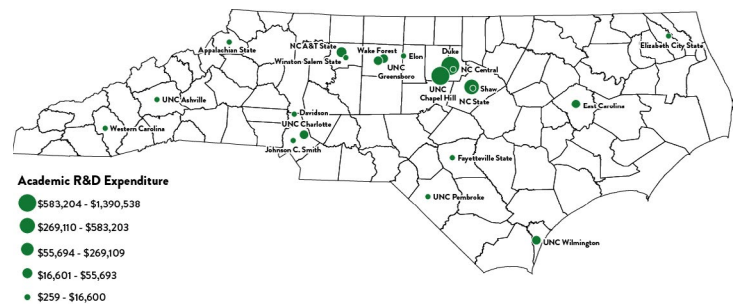 Appalachian State
NC A&T State
Winston Salem State
Wake Forest
UNC
Greensboro
Elon
Duke
NC Central
UNC
Chapel Hill
Shaw
NC State
Elizabeth City State
East Carolina
UNC Ashville
Western Carolina
Davidson
UNC Charlotte
Johnson C. Smith
Fayetteville State
UNC Pembroke
UNC Wilmington
Academic R&D Expenditure
$583,204 - $1,390,538
$269,110 - $583,203
$55,694 - $269,109
$16,601 - $55,693
$259 - $16,600